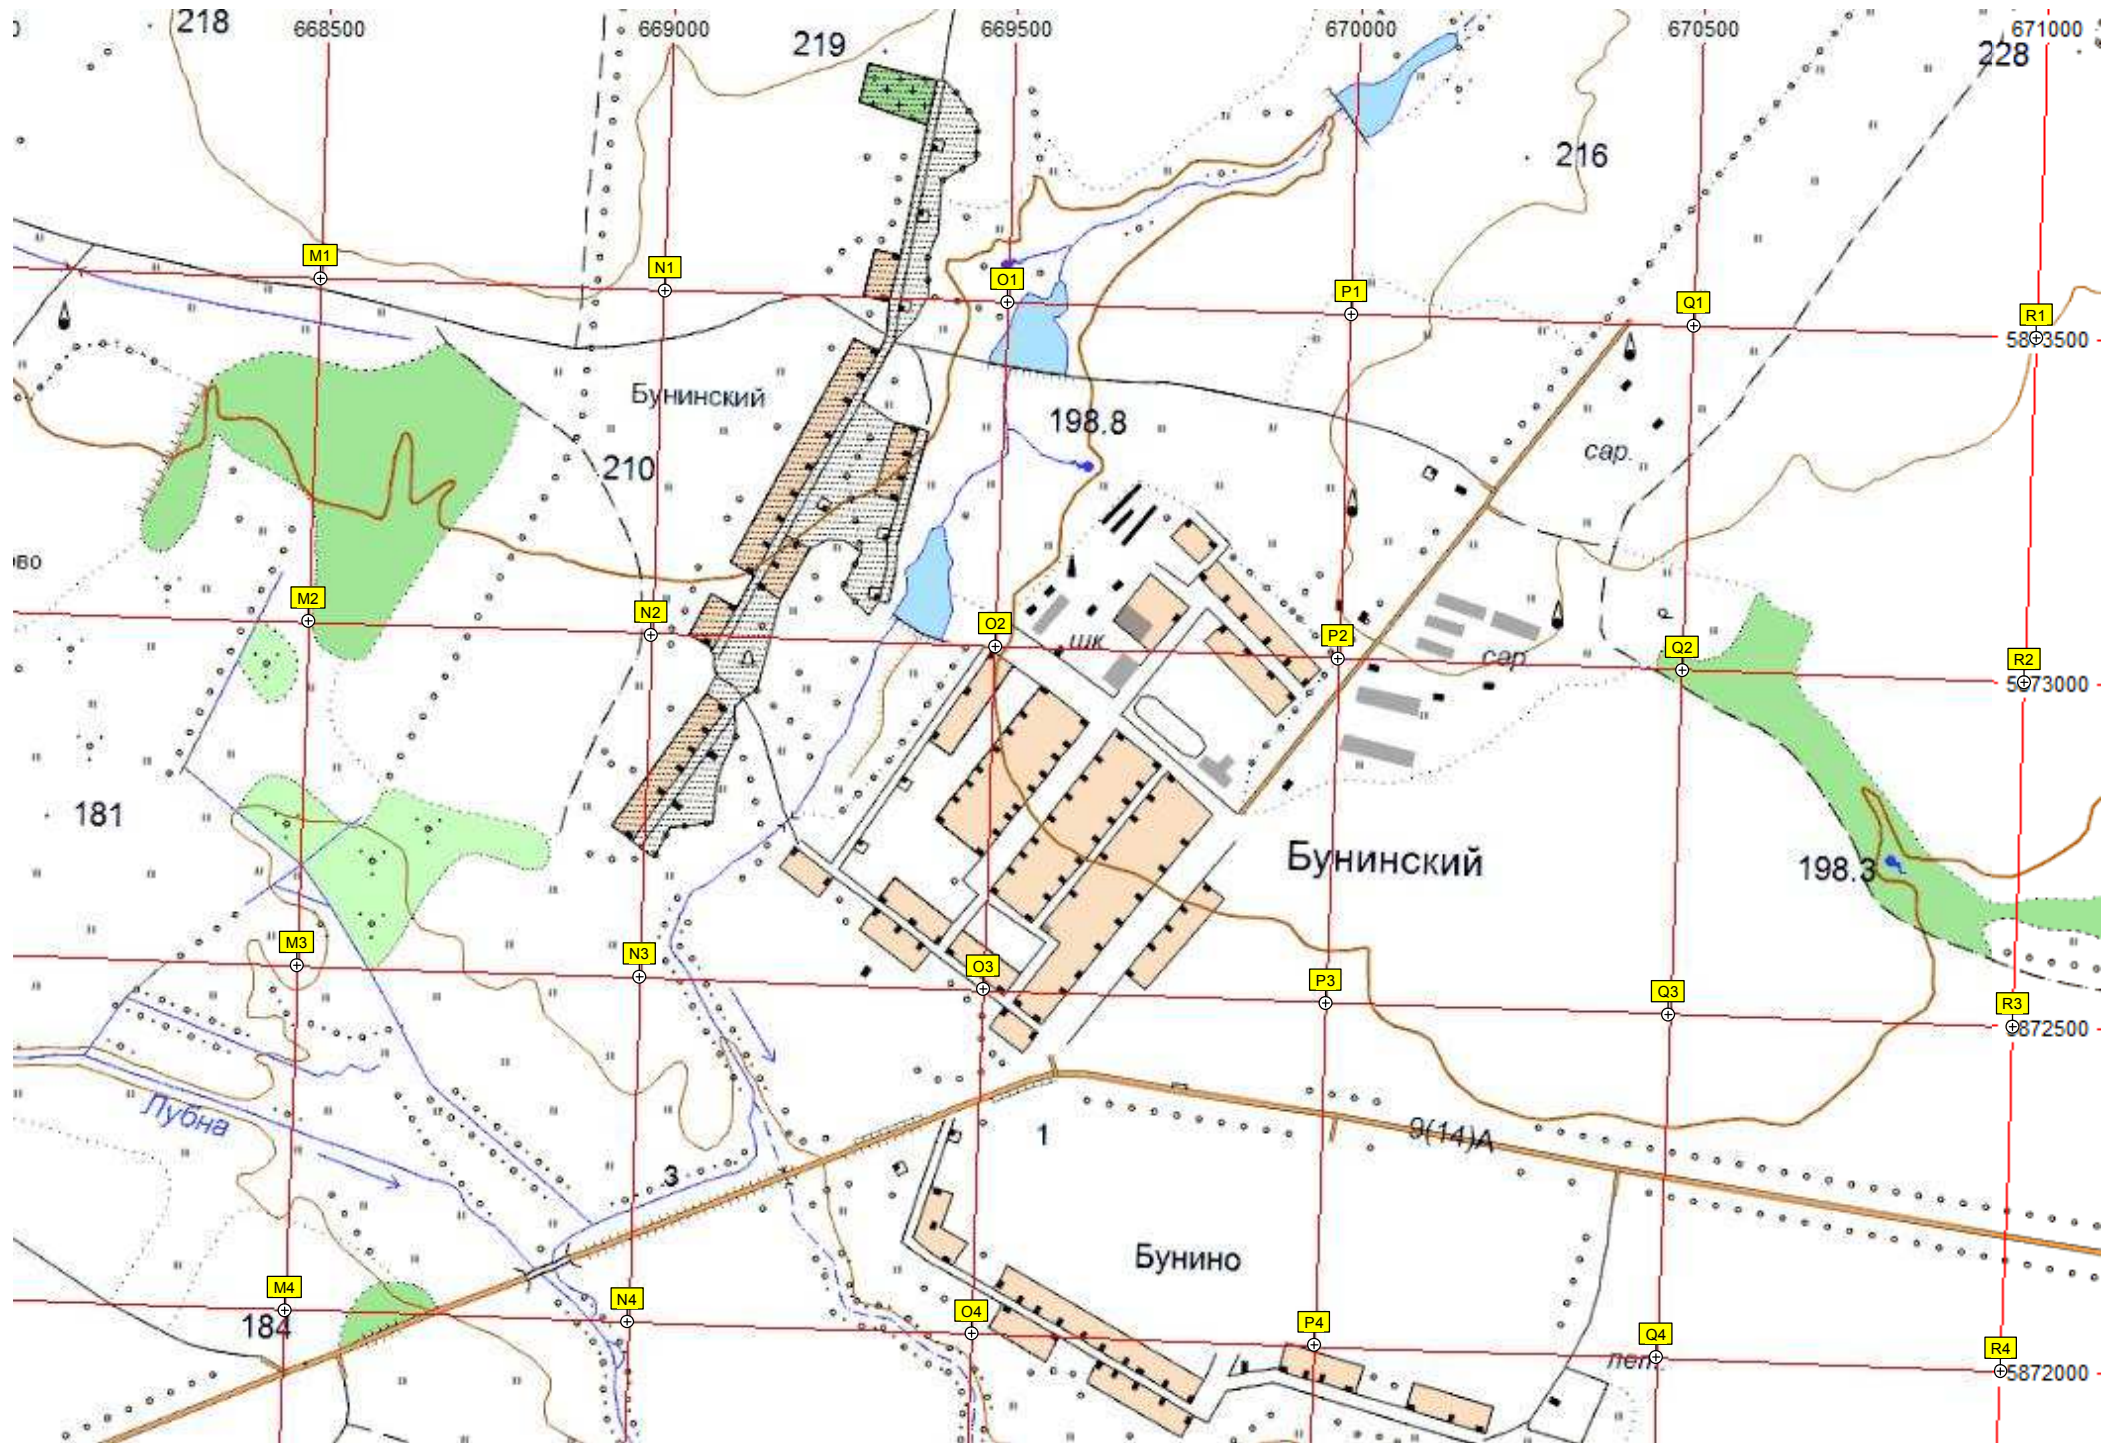 218
668500
669000
219
669500
670000
670500
671000
228
216
M1
N1
O1
P1
Q1
R1
5873500
Бунинский
198.8
210
сар.
ово
M2
N2
O2
P2
Q2
R2
шк
сар.
р
5873000
181
Бунинский
198.3
M3
N3
O3
P3
Q3
R3
5872500
Лубна
1
9(14)А
3
Бунино
M4
N4
O4
P4
Q4
R4
184
леп.
5872000